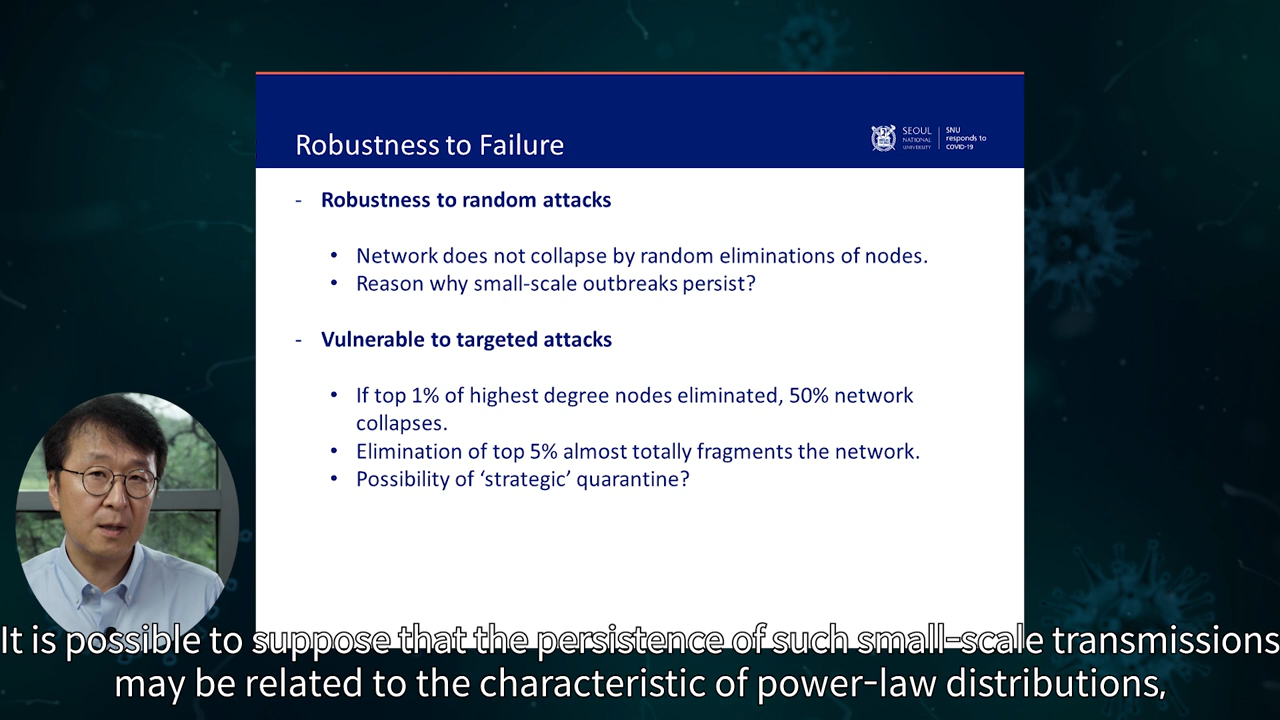 Robustness to Failure
SEOUL
NATIONAL
UNIVERSITY
SNU
responds to
COVID-19
- Robustness to random attacks
• Network does not collapse by random eliminations of nodes.
• Reason why small-scale outbreaks persist?
- Vulnerable to targeted attacks
• If top 1% of highest degree nodes eliminated, 50% network
collapses.
• Elimination of top 5% almost totally fragments the network.
• Possibility of ‘strategic’ quarantine?
It is possible to suppose that the persistence of such small-scale transmissions
may be related to the characteristic of power-law distributions,